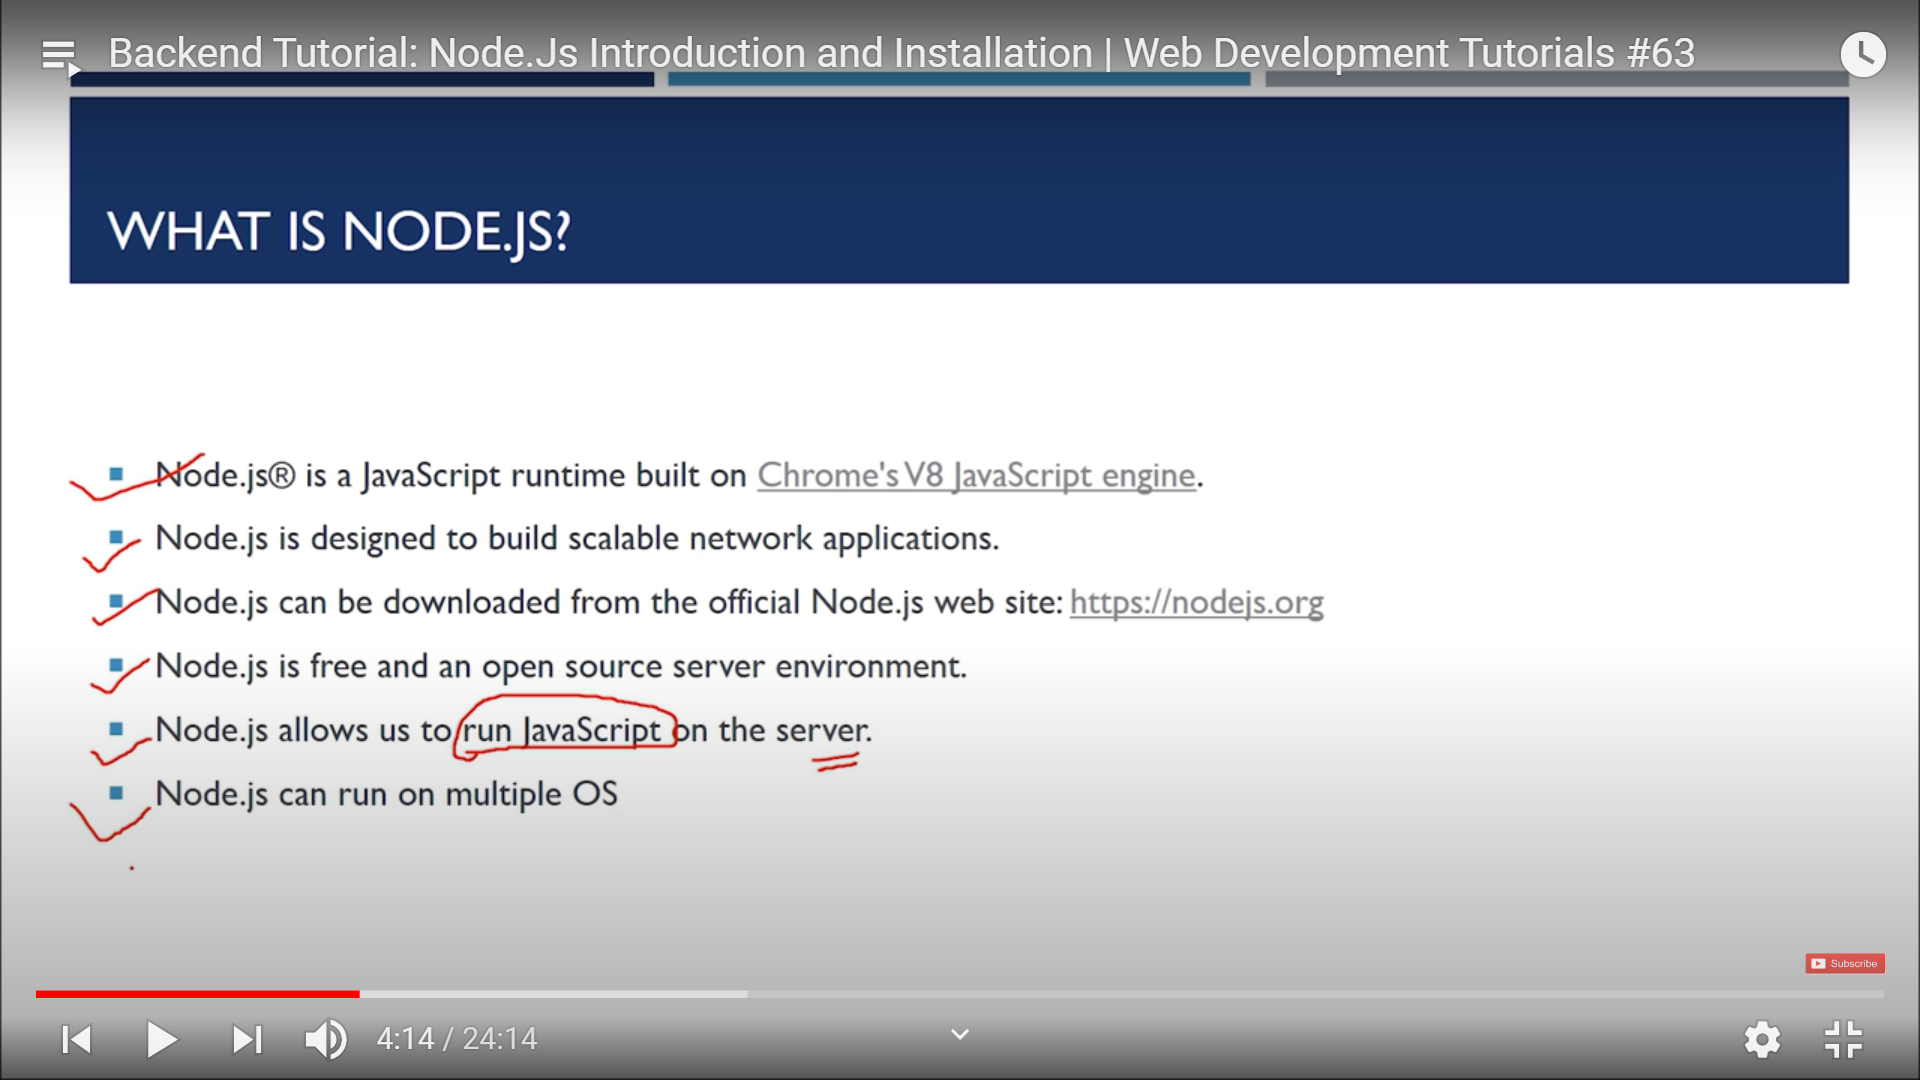 Backend Tutorial: Node.Js Introduction and Installation | Web Development Tutorials #63
WHAT IS NODE.JS?
Node.js® is a JavaScript runtime built on Chrome's V8 JavaScript engine.
Node.js is designed to build scalable network applications.
Node.js can be downloaded from the official Node.js web site: https://nodejs.org
Node.js is free and an open source server environment.
Node.js allows us to run JavaScript on the server.
Node.js can run on multiple OS
Subscribe
4:14 / 24:14